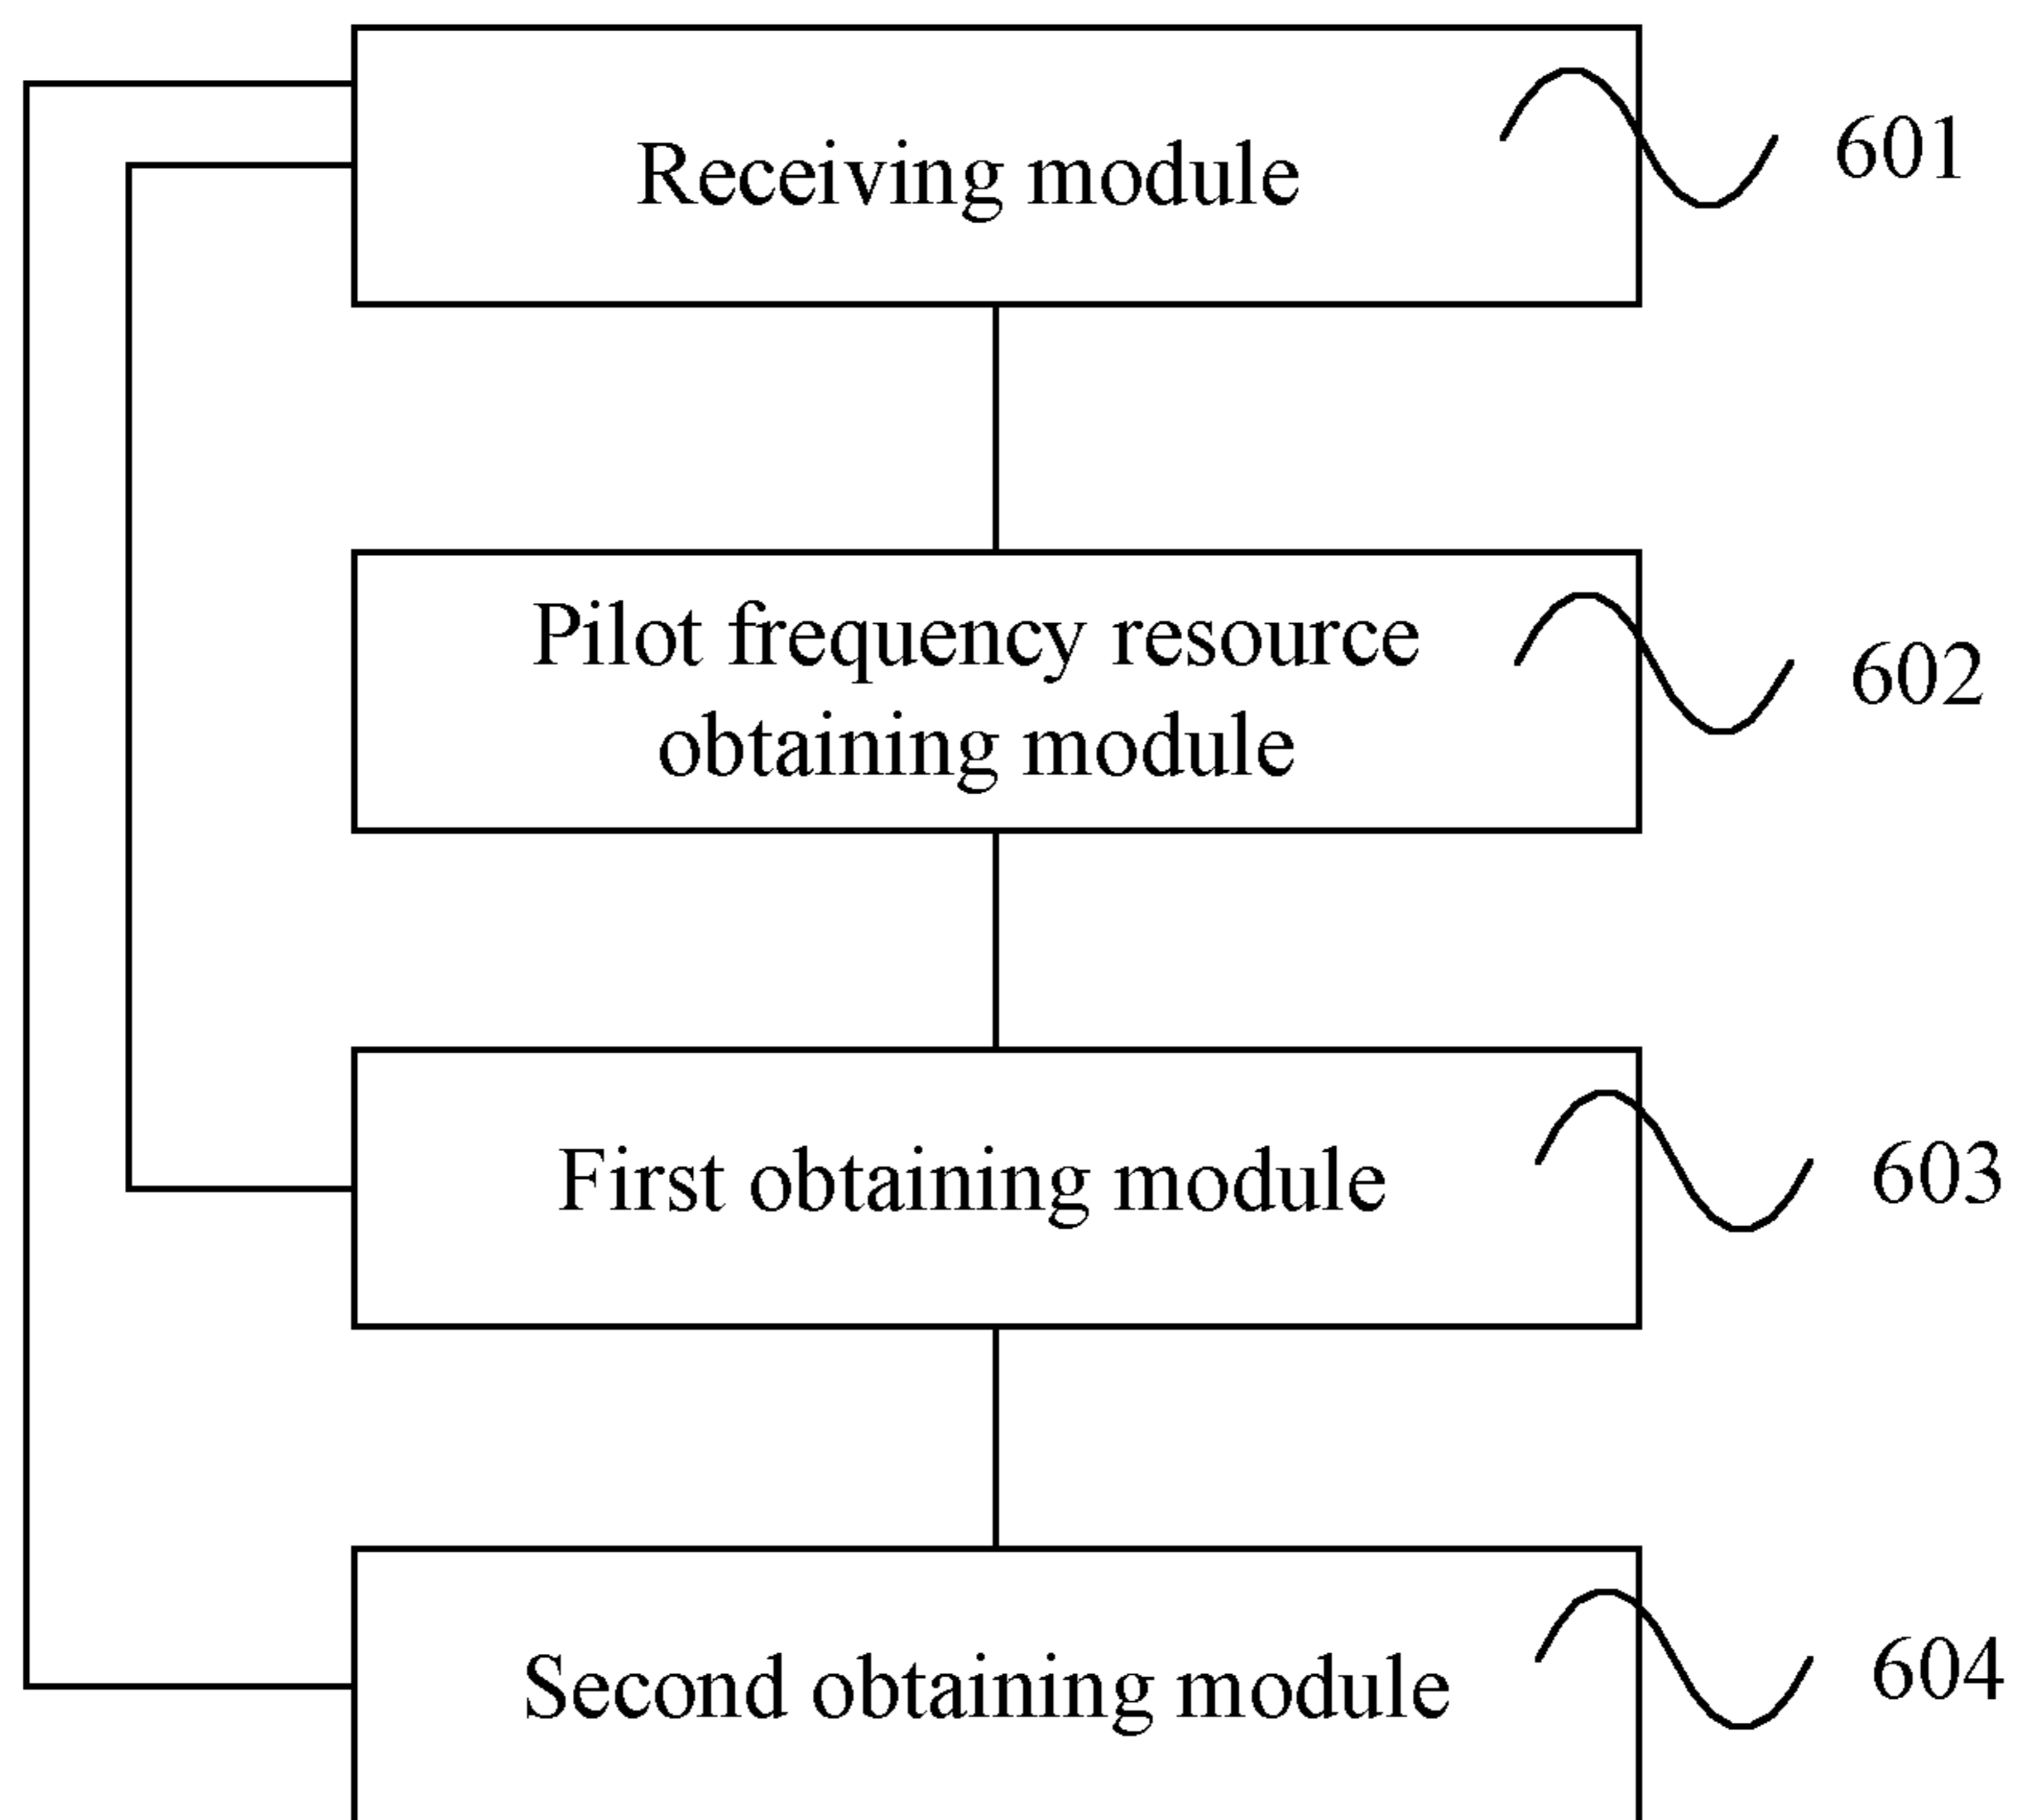 Receiving module
601
Pilot frequency resource
obtaining module
602
First obtaining module
603
Second obtaining module
604